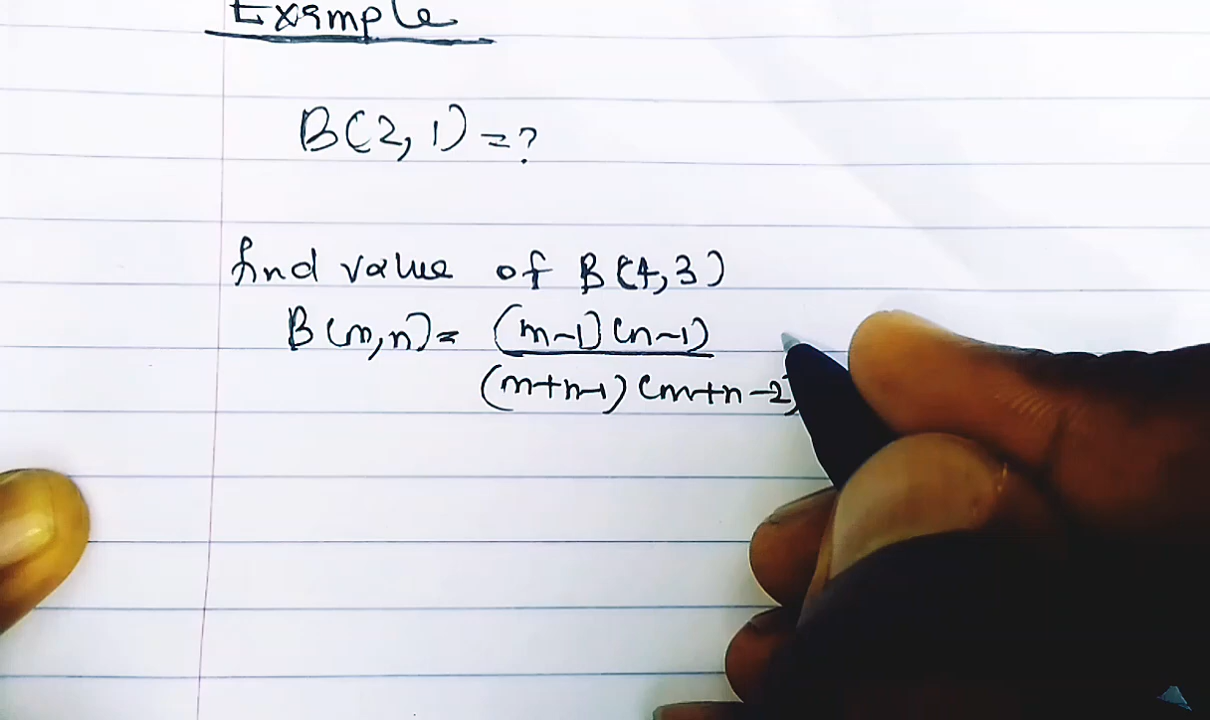 Example
B(2, 1) = ?
find value of B(4,3)
B(m,n) = (m-1)(n-1)
(m+n-1)(m+n-2)